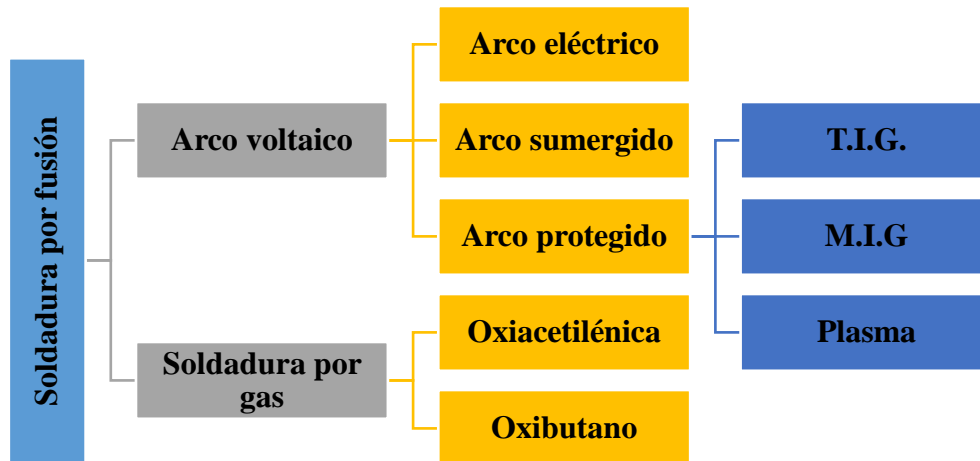 Soldadura por fusión
Arco voltaico
Arco eléctrico
Arco sumergido
Arco protegido
T.I.G.
M.I.G
Plasma
Soldadura por
gas
Oxiacetilénica
Oxibutano